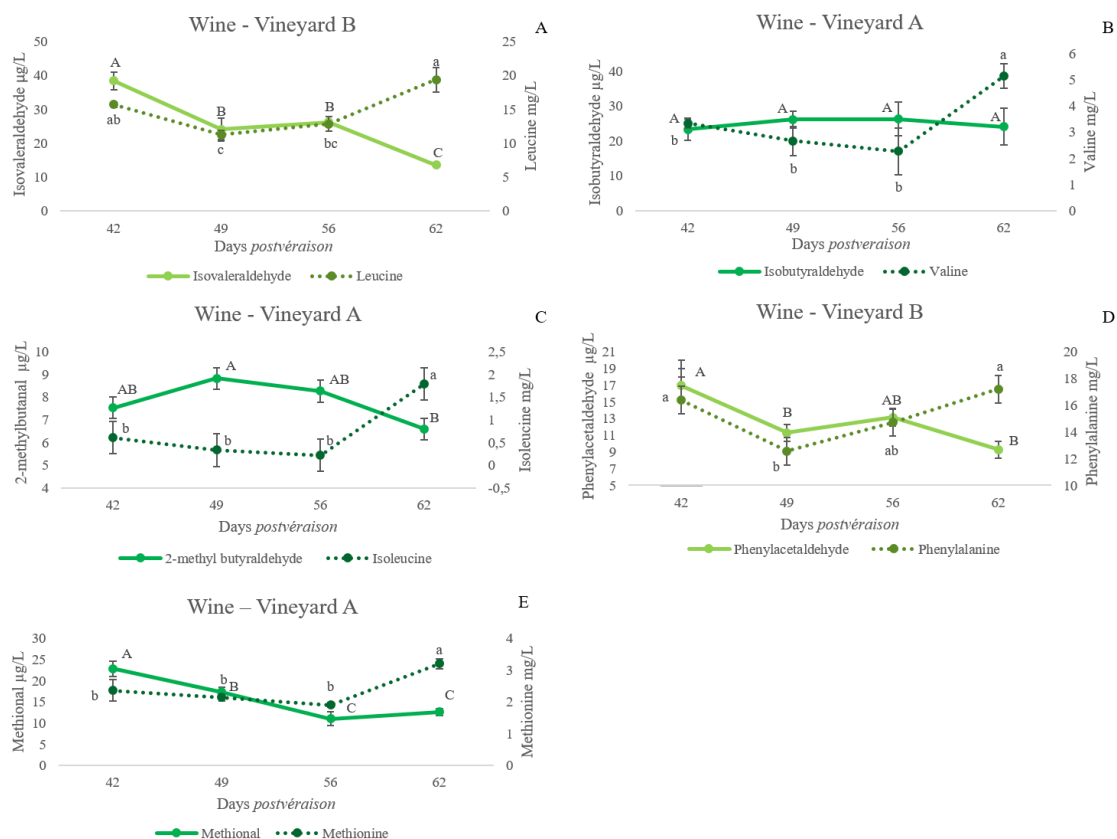 Wine - Vineyard B
A
Isovaleraldehyde µg/L
50
40
30
20
10
0
A
B
B
C
ab
c
bc
a
25
20
15
10
5
0
Leucine mg/L
42 49 56 62
Days postvéraison
Isovaleraldehyde Leucine
Wine - Vineyard A
B
Isobutyraldehyde µg/L
40
30
20
10
0
A
A
A
A
b
b
b
a
6
5
4
3
2
1
0
Valine mg/L
42 49 56 62
Days postvéraison
Isobutyraldehyde Valine
Wine - Vineyard A
C
2-methylbutanal µg/L
10
9
8
7
6
5
4
AB
A
AB
B
b
b
b
a
2,5
2
1,5
1
0,5
0
-0,5
Isoleucine mg/L
42 49 56 62
Days postvéraison
2-methyl butyraldehyde Isoleucine
Wine - Vineyard B
D
Phenylacetaldehyde µg/L
21
19
17
15
13
11
9
7
5
A
B
AB
B
a
b
ab
a
20
18
16
14
12
10
Phenylalanine mg/L
42 49 56 62
Days postvéraison
Phenylacetaldehyde Phenylalanine
Wine – Vineyard A
E
Methional µg/L
30
25
20
15
10
5
0
A
B
C
C
b
b
b
a
4
3
2
1
0
Methionine mg/L
42 49 56 62
Days postvéraison
Methional Methionine